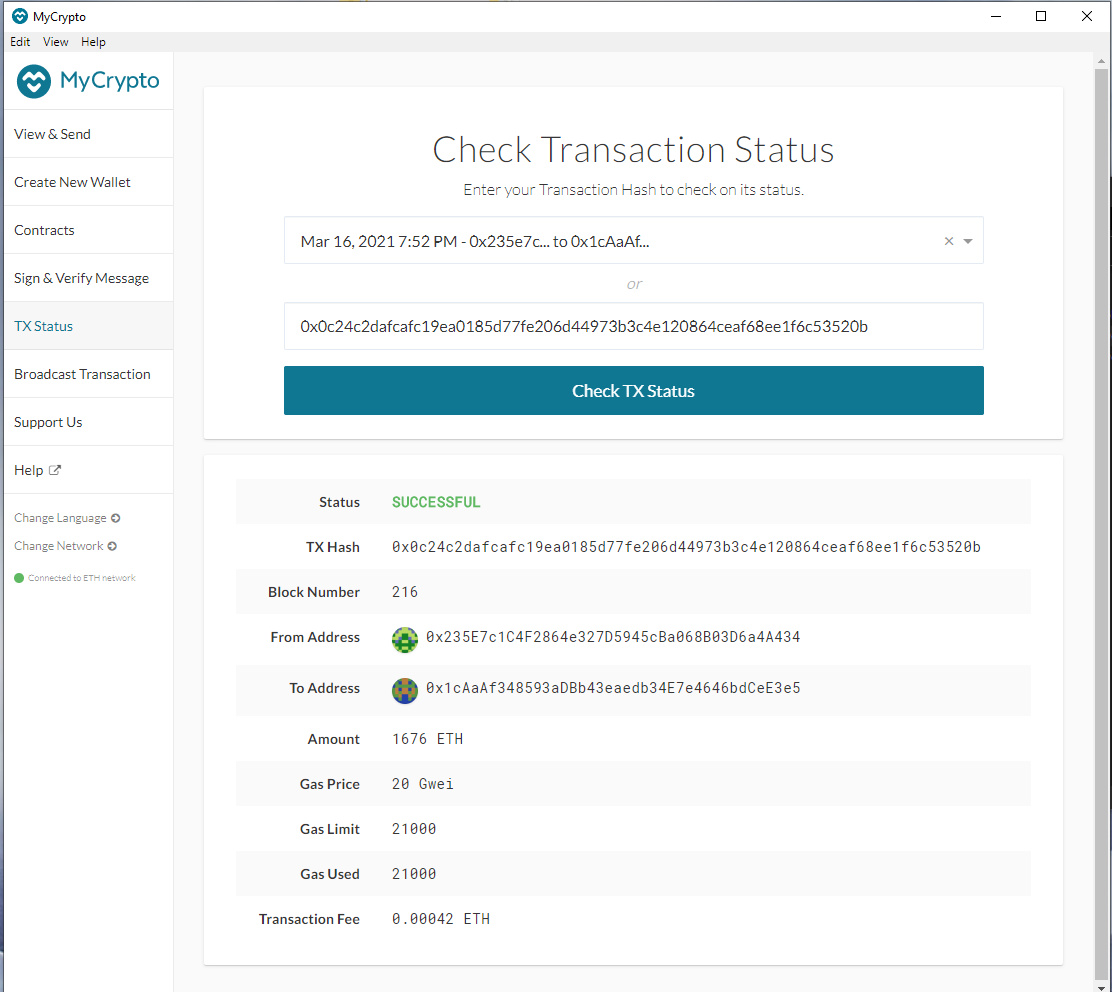 MyCrypto
Edit View Help
MyCrypto
View & Send
Create New Wallet
Contracts
Sign & Verify Message
TX Status
Broadcast Transaction
Support Us
Help
Change Language
Change Network
Connected to ETH network
Check Transaction Status
Enter your Transaction Hash to check on its status.
Mar 16, 2021 7:52 PM - 0x235e7c... to 0x1cAaAf...
or
0x0c24c2dafcafc19ea0185d77fe206d44973b3c4e120864ceaf68ee1f6c53520b
Check TX Status
Status SUCCESSFUL
TX Hash 0x0c24c2dafcafc19ea0185d77fe206d44973b3c4e120864ceaf68ee1f6c53520b
Block Number 216
From Address 0x235E7c1C4F2864e327D5945cBa068B03D6a4A434
To Address 0x1cAaAf348593aDBb43eaedb34E7e4646bdCeE3e5
Amount 1676 ETH
Gas Price 20 Gwei
Gas Limit 21000
Gas Used 21000
Transaction Fee 0.00042 ETH